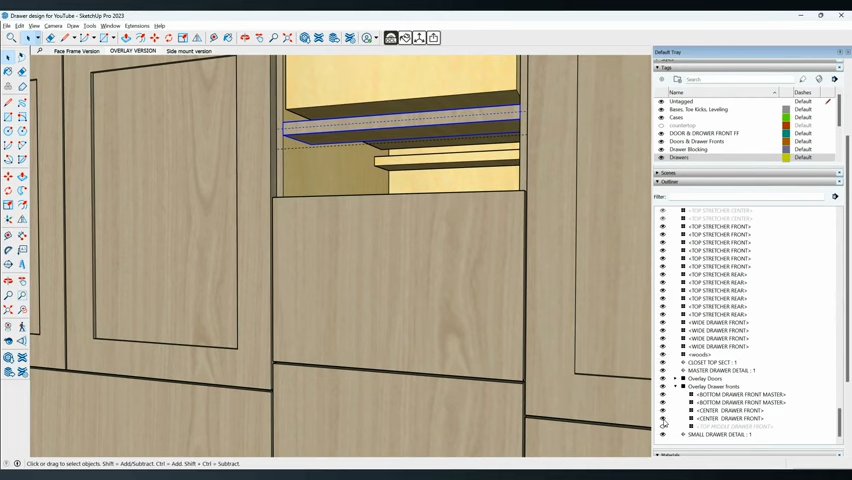 Drawer design for YouTube - SketchUp Pro 2023
File Edit View Camera Draw Tools Window Extensions Help
Face Frame Version OVERLAY VERSION Side mount version
Default Tray
Tags
Search
Name Dashes
Untagged Default
Bases, Toe Kicks, Leveling Default
Cases Default
countertop Default
DOOR & DRAWER FRONT FF Default
Doors & Drawer Fronts Default
Drawer Blocking Default
Drawers Default
Scenes
Outliner
Filter:
<TOP STRETCHER CENTER>
<TOP STRETCHER CENTER>
<TOP STRETCHER FRONT>
<TOP STRETCHER FRONT>
<TOP STRETCHER FRONT>
<TOP STRETCHER FRONT>
<TOP STRETCHER FRONT>
<TOP STRETCHER FRONT>
<TOP STRETCHER REAR>
<TOP STRETCHER REAR>
<TOP STRETCHER REAR>
<TOP STRETCHER REAR>
<TOP STRETCHER REAR>
<TOP STRETCHER REAR>
<WIDE DRAWER FRONT>
<WIDE DRAWER FRONT>
<WIDE DRAWER FRONT>
<WIDE DRAWER FRONT>
<woods>
CLOSET TOP SECT : 1
MASTER DRAWER DETAIL : 1
Overlay Doors
Overlay Drawer fronts
<BOTTOM DRAWER FRONT MASTER>
<BOTTOM DRAWER FRONT MASTER>
<CENTER DRAWER FRONT>
<CENTER DRAWER FRONT>
<TOP MIDDLE DRAWER FRONT>
SMALL DRAWER DETAIL : 1
Materials
Click or drag to select objects. Shift = Add/Subtract. Ctrl = Add. Shift + Ctrl = Subtract.